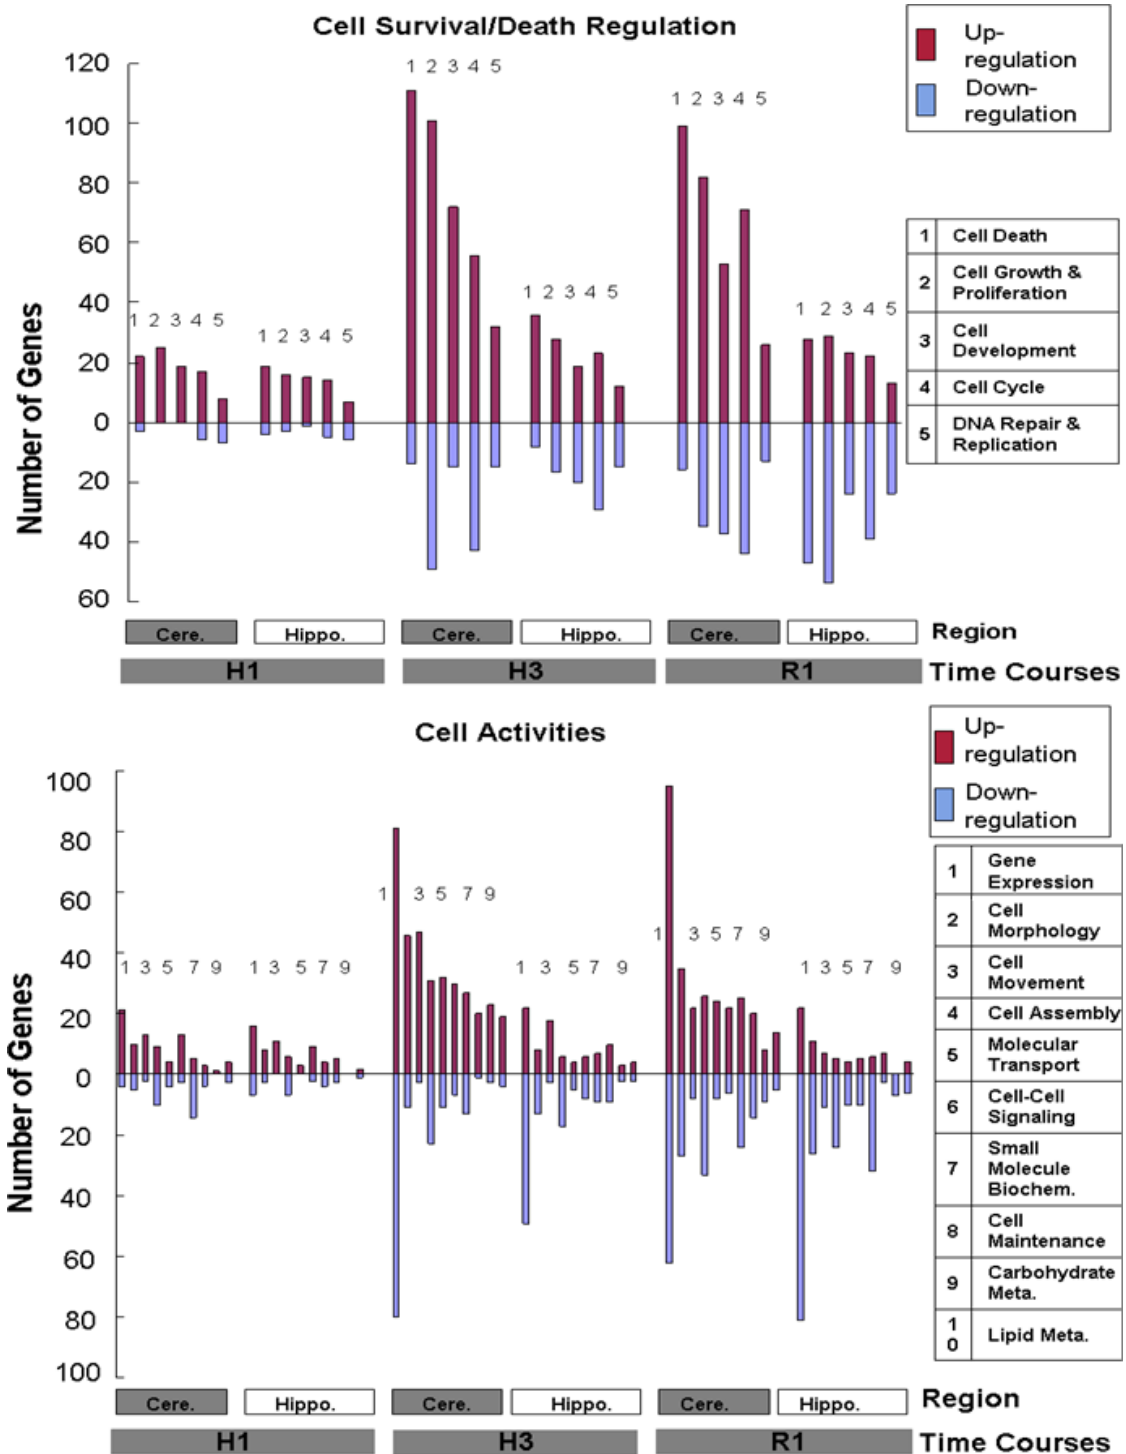 Cell Survival/Death Regulation
Up-
regulation
Down-
regulation
Number of Genes
120
100
80
60
40
20
0
20
40
60
1 2 3 4 5
1 2 3 4 5
1 2 3 4 5
1 2 3 4 5
1 2 3 4 5
1 2 3 4 5
1 Cell Death
2 Cell Growth &
Proliferation
3 Cell
Development
4 Cell Cycle
5 DNA Repair &
Replication
Cere. Hippo. Cere. Hippo. Cere. Hippo. Region
H1 H3 R1 Time Courses
Cell Activities
Up-
regulation
Down-
regulation
Number of Genes
100
80
60
40
20
0
20
40
60
80
100
1 3 5 7 9
1 3 5 7 9
1 3 5 7 9
1 3 5 7 9
1 3 5 7 9
1 3 5 7 9
1 Gene
Expression
2 Cell
Morphology
3 Cell
Movement
4 Cell Assembly
5 Molecular
Transport
6 Cell-Cell
Signaling
7 Small
Molecule
Biochem.
8 Cell
Maintenance
9 Carbohydrate
Meta.
1
0 Lipid Meta.
Cere. Hippo. Cere. Hippo. Cere. Hippo. Region
H1 H3 R1 Time Courses